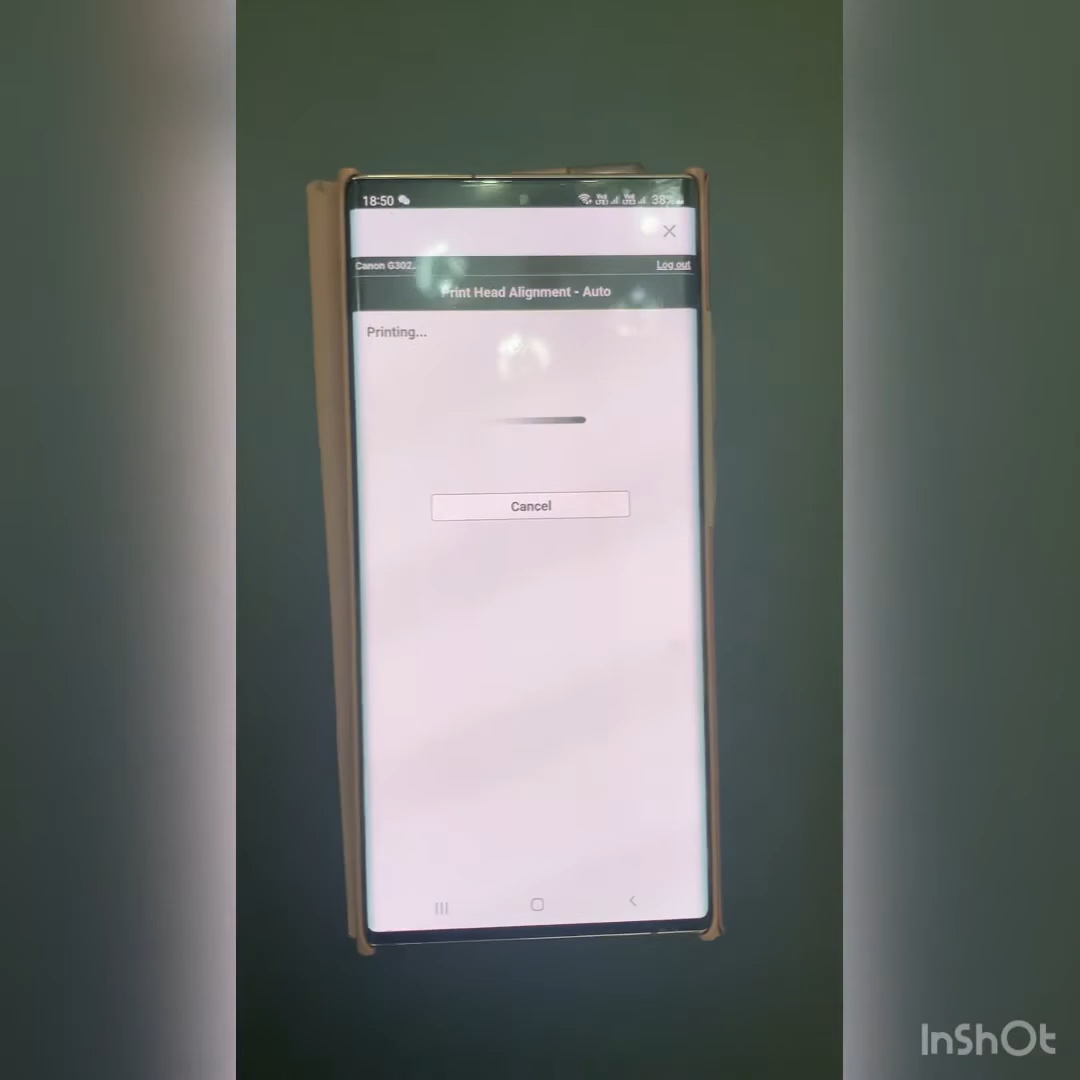 18:50
38%
Canon G302...
Log out
Print Head Alignment - Auto
Printing...
Cancel
InShOt